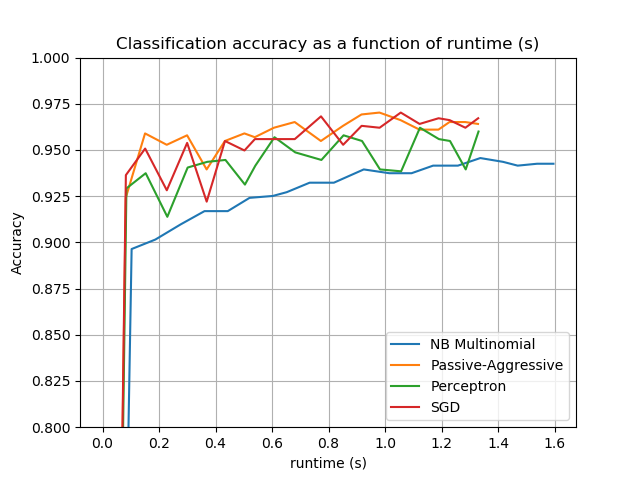 Classification accuracy as a function of runtime (s)
1.000
0.975
0.950
0.925
0.900
0.875
0.850
0.825
0.800
Accuracy
NB Multinomial
Passive-Aggressive
Perceptron
SGD
0.0 0.2 0.4 0.6 0.8 1.0 1.2 1.4 1.6
runtime (s)